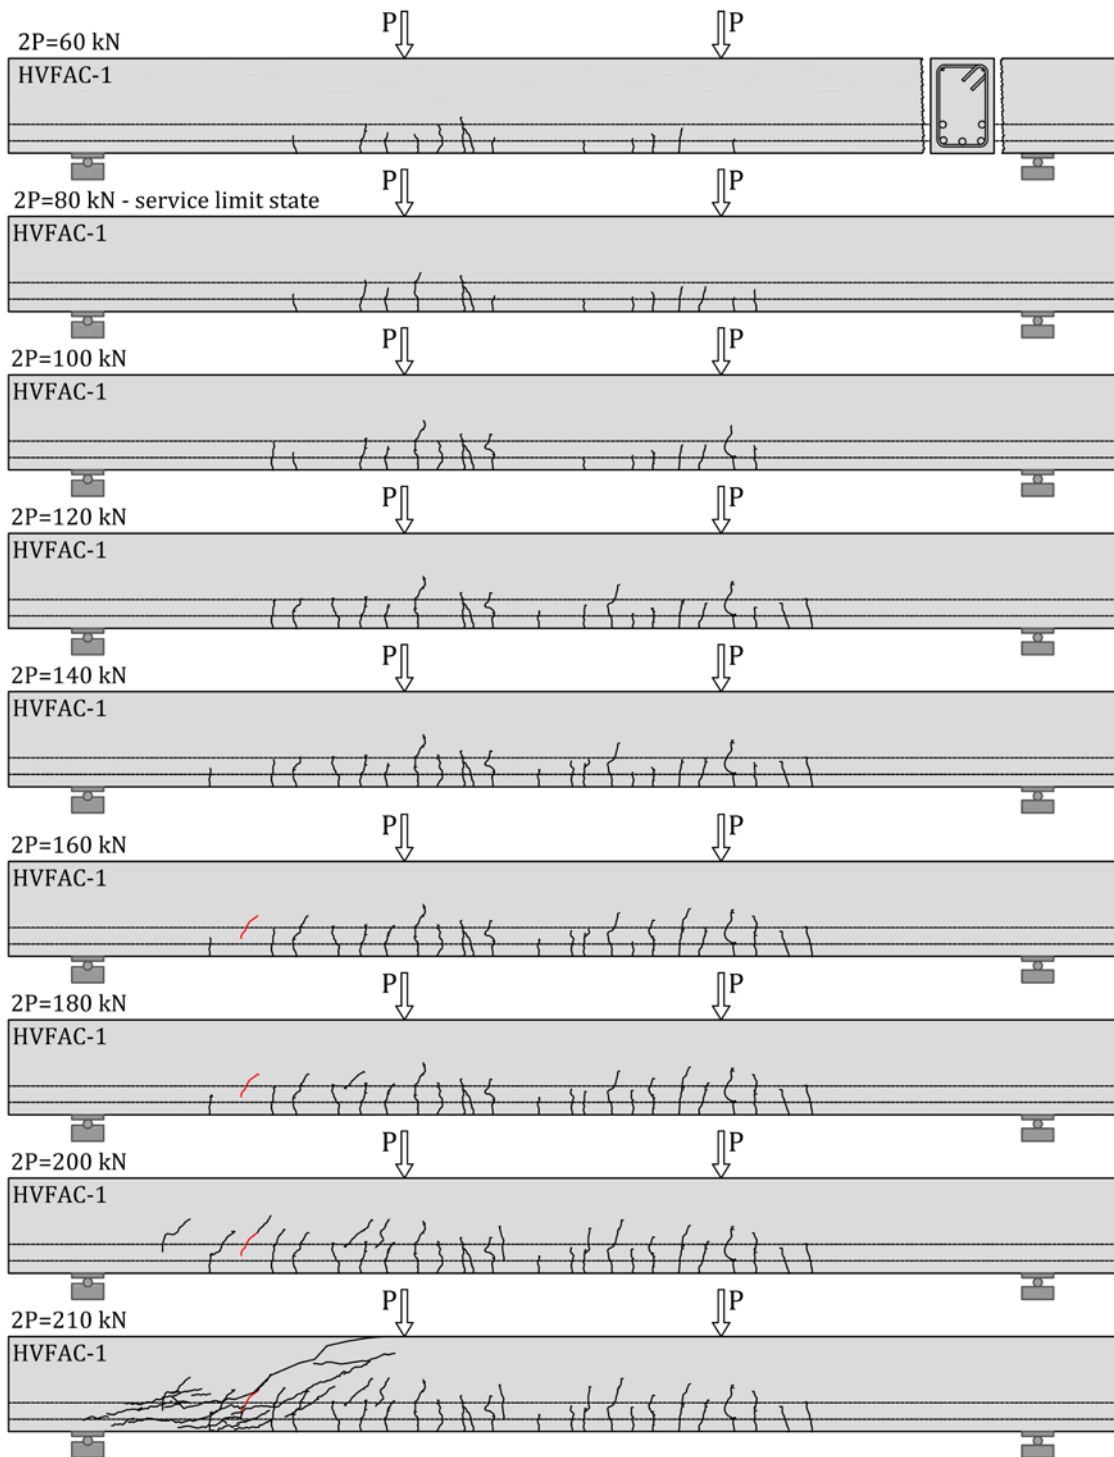 P P
2P=60 kN
HVFAC-1
P P
2P=80 kN - service limit state
HVFAC-1
P P
2P=100 kN
HVFAC-1
P P
2P=120 kN
HVFAC-1
P P
2P=140 kN
HVFAC-1
P P
2P=160 kN
HVFAC-1
P P
2P=180 kN
HVFAC-1
P P
2P=200 kN
HVFAC-1
P P
2P=210 kN
HVFAC-1